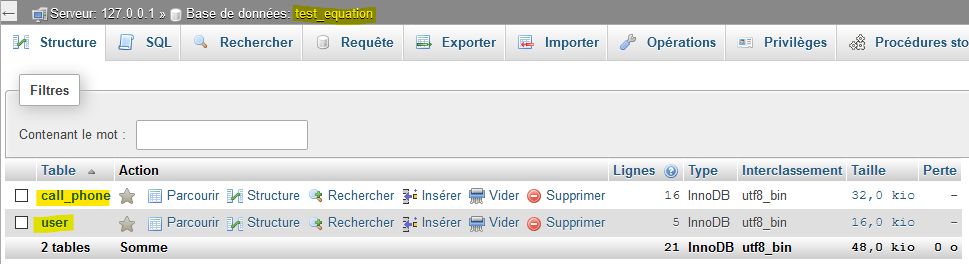 Serveur: 127.0.0.1 » Base de données: test_equation
Structure SQL Rechercher Requête Exporter Importer Opérations Privilèges Procédures sto
Filtres
Contenant le mot :
Table Action Lignes Type Interclassement Taille Perte
call_phone Parcourir Structure Rechercher Insérer Vider Supprimer 16 InnoDB utf8_bin 32,0 kio -
user Parcourir Structure Rechercher Insérer Vider Supprimer 5 InnoDB utf8_bin 16,0 kio -
2 tables Somme 21 InnoDB utf8_bin 48,0 kio 0 o